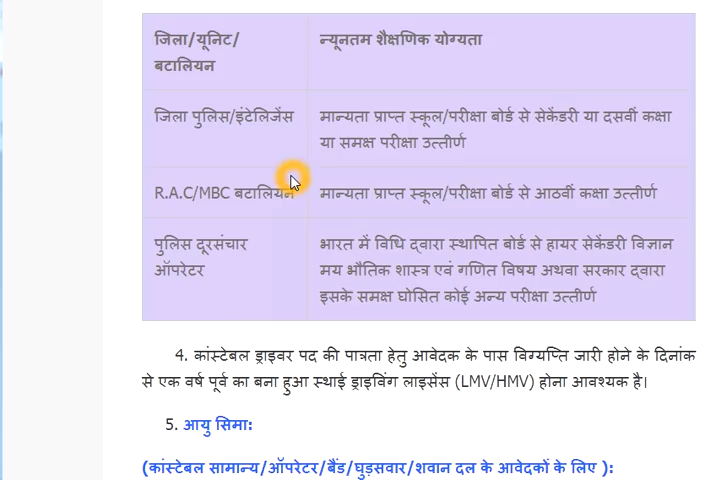 जिला/यूनिट/
बटालियन
न्यूनतम शैक्षणिक योग्यता
जिला पुलिस/इंटेलिजेंस
मान्यता प्राप्त स्कूल/परीक्षा बोर्ड से सेकेंडरी या दसवीं कक्षा
या समक्ष परीक्षा उत्तीर्ण
R.A.C/MBC बटालियन
मान्यता प्राप्त स्कूल/परीक्षा बोर्ड से आठवीं कक्षा उत्तीर्ण
पुलिस दूरसंचार
ऑपरेटर
भारत में विधि द्वारा स्थापित बोर्ड से हायर सेकेंडरी विज्ञान
मय भौतिक शास्त्र एवं गणित विषय अथवा सरकार द्वारा
इसके समक्ष घोसित कोई अन्य परीक्षा उत्तीर्ण
4. कांस्टेबल ड्राइवर पद की पात्रता हेतु आवेदक के पास विग्यप्ति जारी होने के दिनांक
से एक वर्ष पूर्व का बना हुआ स्थाई ड्राइविंग लाइसेंस (LMV/HMV) होना आवश्यक है।
5. आयु सिमा:
(कांस्टेबल सामान्य/ऑपरेटर/बैंड/घुड़सवार/शवान दल के आवेदकों के लिए ):